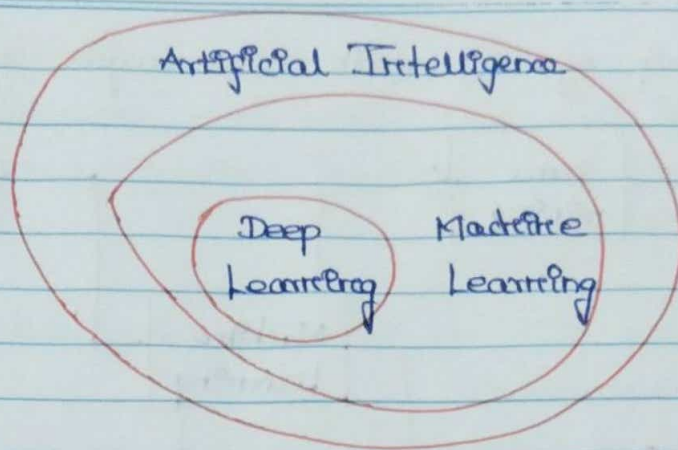 Artificial Intelligence
Deep
Learning
Machine
Learning